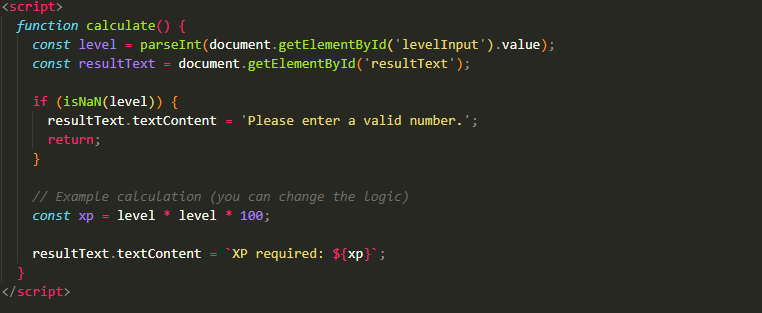 <script>
function calculate() {
const level = parseInt(document.getElementById('levelInput').value);
const resultText = document.getElementById('resultText');
if (isNaN(level)) {
resultText.textContent = 'Please enter a valid number.';
return;
}
// Example calculation (you can change the logic)
const xp = level * level * 100;
resultText.textContent = `XP required: ${xp}`;
}
</script>